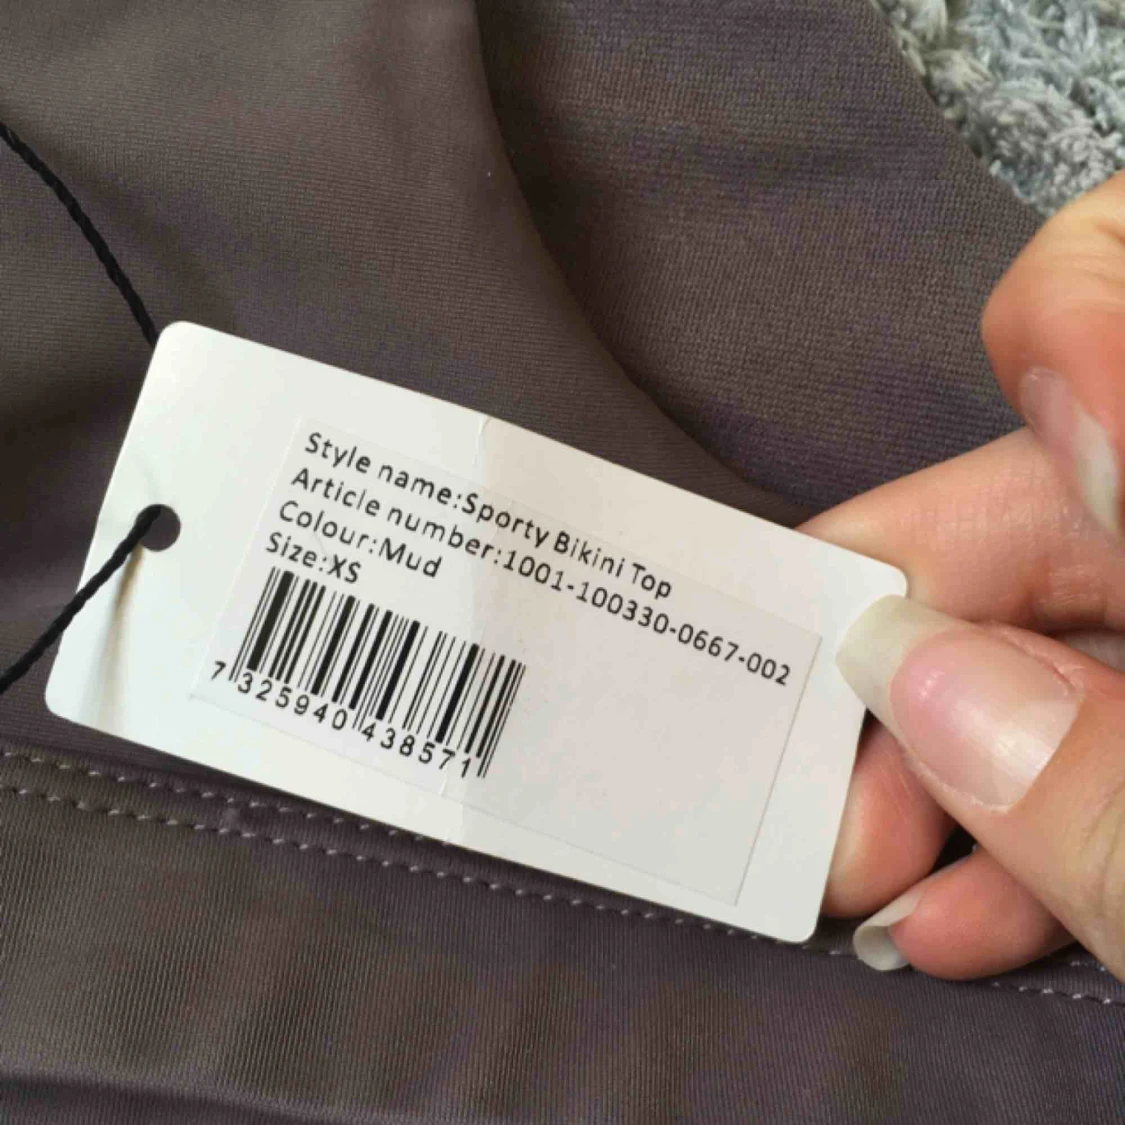 Style name:Sporty Bikini Top
Article number:1001-100330-0667-002
Colour:Mud
Size:XS
7 325940 438571